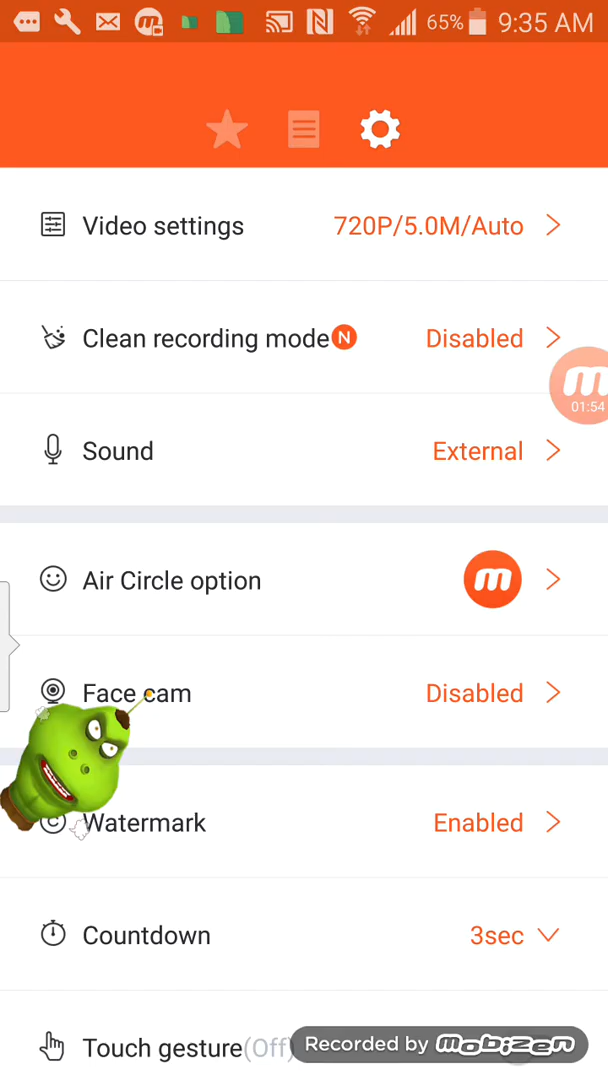 65% 9:35 AM
Video settings 720P/5.0M/Auto
Clean recording mode N Disabled
m
01:54
Sound External
Air Circle option m
Face cam Disabled
Watermark Enabled
Countdown 3sec
Touch gesture(Off)
Recorded by mobizen